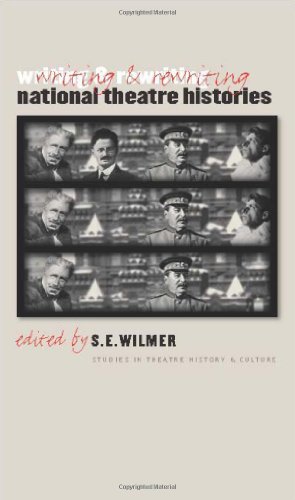 writing & rewriting
national theatre histories
edited by S.E.WILMER
STUDIES IN THEATRE HISTORY & CULTURE